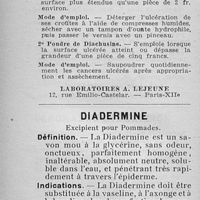 surface plus étendue qu'une pièce de 2 fr.
environ.
Mode d'emploi. — Déterger l'ulcération de
ses croûtes à l'aide de compresses humides,
sécher avec un tampon d'ouate hydrophile,
puis passer le vernis avec un pinceau.
2º Poudre de Diachusine. — S'emploie lorsque
la surface ulcérée atteint ou dépasse la
grandeur d'une pièce de cinq francs.
Mode d'emploi. — Saupoudrer quotidienne-
ment les cancers ulcérés après appropria-
tion et assèchement.
LABORATOIRES A. LEJEUNE
12, rue Emilio-Castelar. — Paris-XIIe
DIADERMINE
Excipient pour Pommades.
Définition. — La Diadermine est un sa-
von mou à la glycérine, sans odeur,
onctueux, parfaitement homogène,
inaltérable, absolument neutre, solu-
ble dans l'eau, et pénétrant très rapi-
dement à travers l'épiderme.
Indications. — La Diadermine doit être
substituée à la vaseline, à l'axonge et à